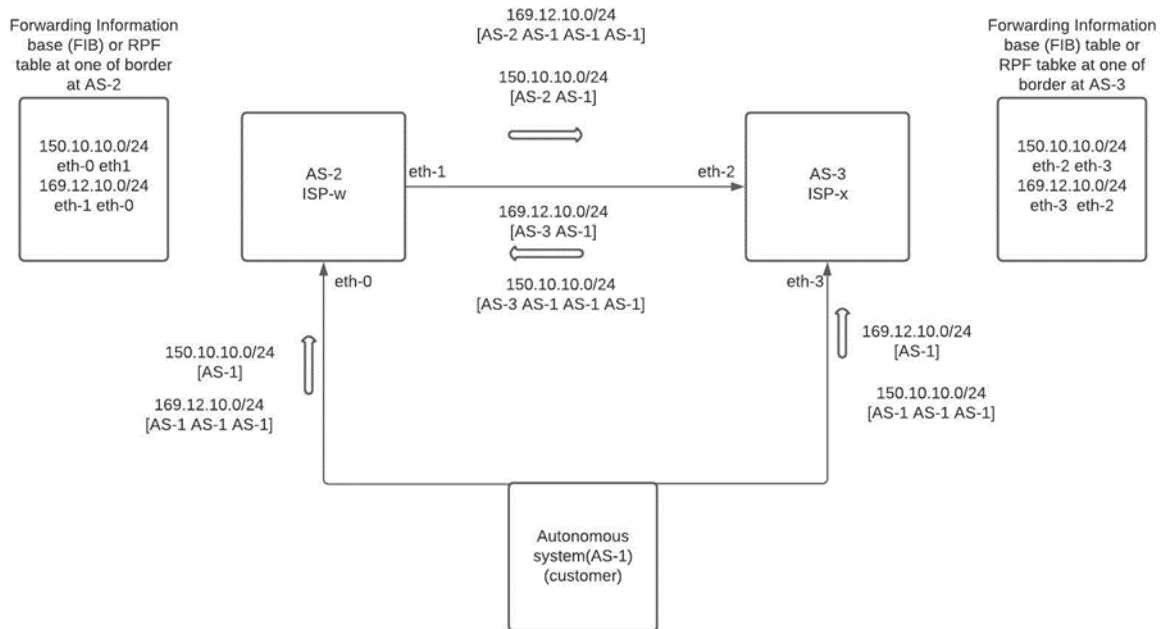 Forwarding Information
base (FIB) or RPF
table at one of border
at AS-2
150.10.10.0/24
eth-0 eth1
169.12.10.0/24
eth-1 eth-0
169.12.10.0/24
[AS-2 AS-1 AS-1 AS-1]
150.10.10.0/24
[AS-2 AS-1]
Forwarding Information
base (FIB) table or
RPF tabke at one of
border at AS-3
150.10.10.0/24
eth-2 eth-3
169.12.10.0/24
eth-3 eth-2
AS-2
ISP-w
eth-1
eth-2
AS-3
ISP-x
169.12.10.0/24
[AS-3 AS-1]
150.10.10.0/24
[AS-3 AS-1 AS-1 AS-1]
eth-0
eth-3
150.10.10.0/24
[AS-1]
169.12.10.0/24
[AS-1 AS-1 AS-1]
169.12.10.0/24
[AS-1]
150.10.10.0/24
[AS-1 AS-1 AS-1]
Autonomous
system(AS-1)
(customer)